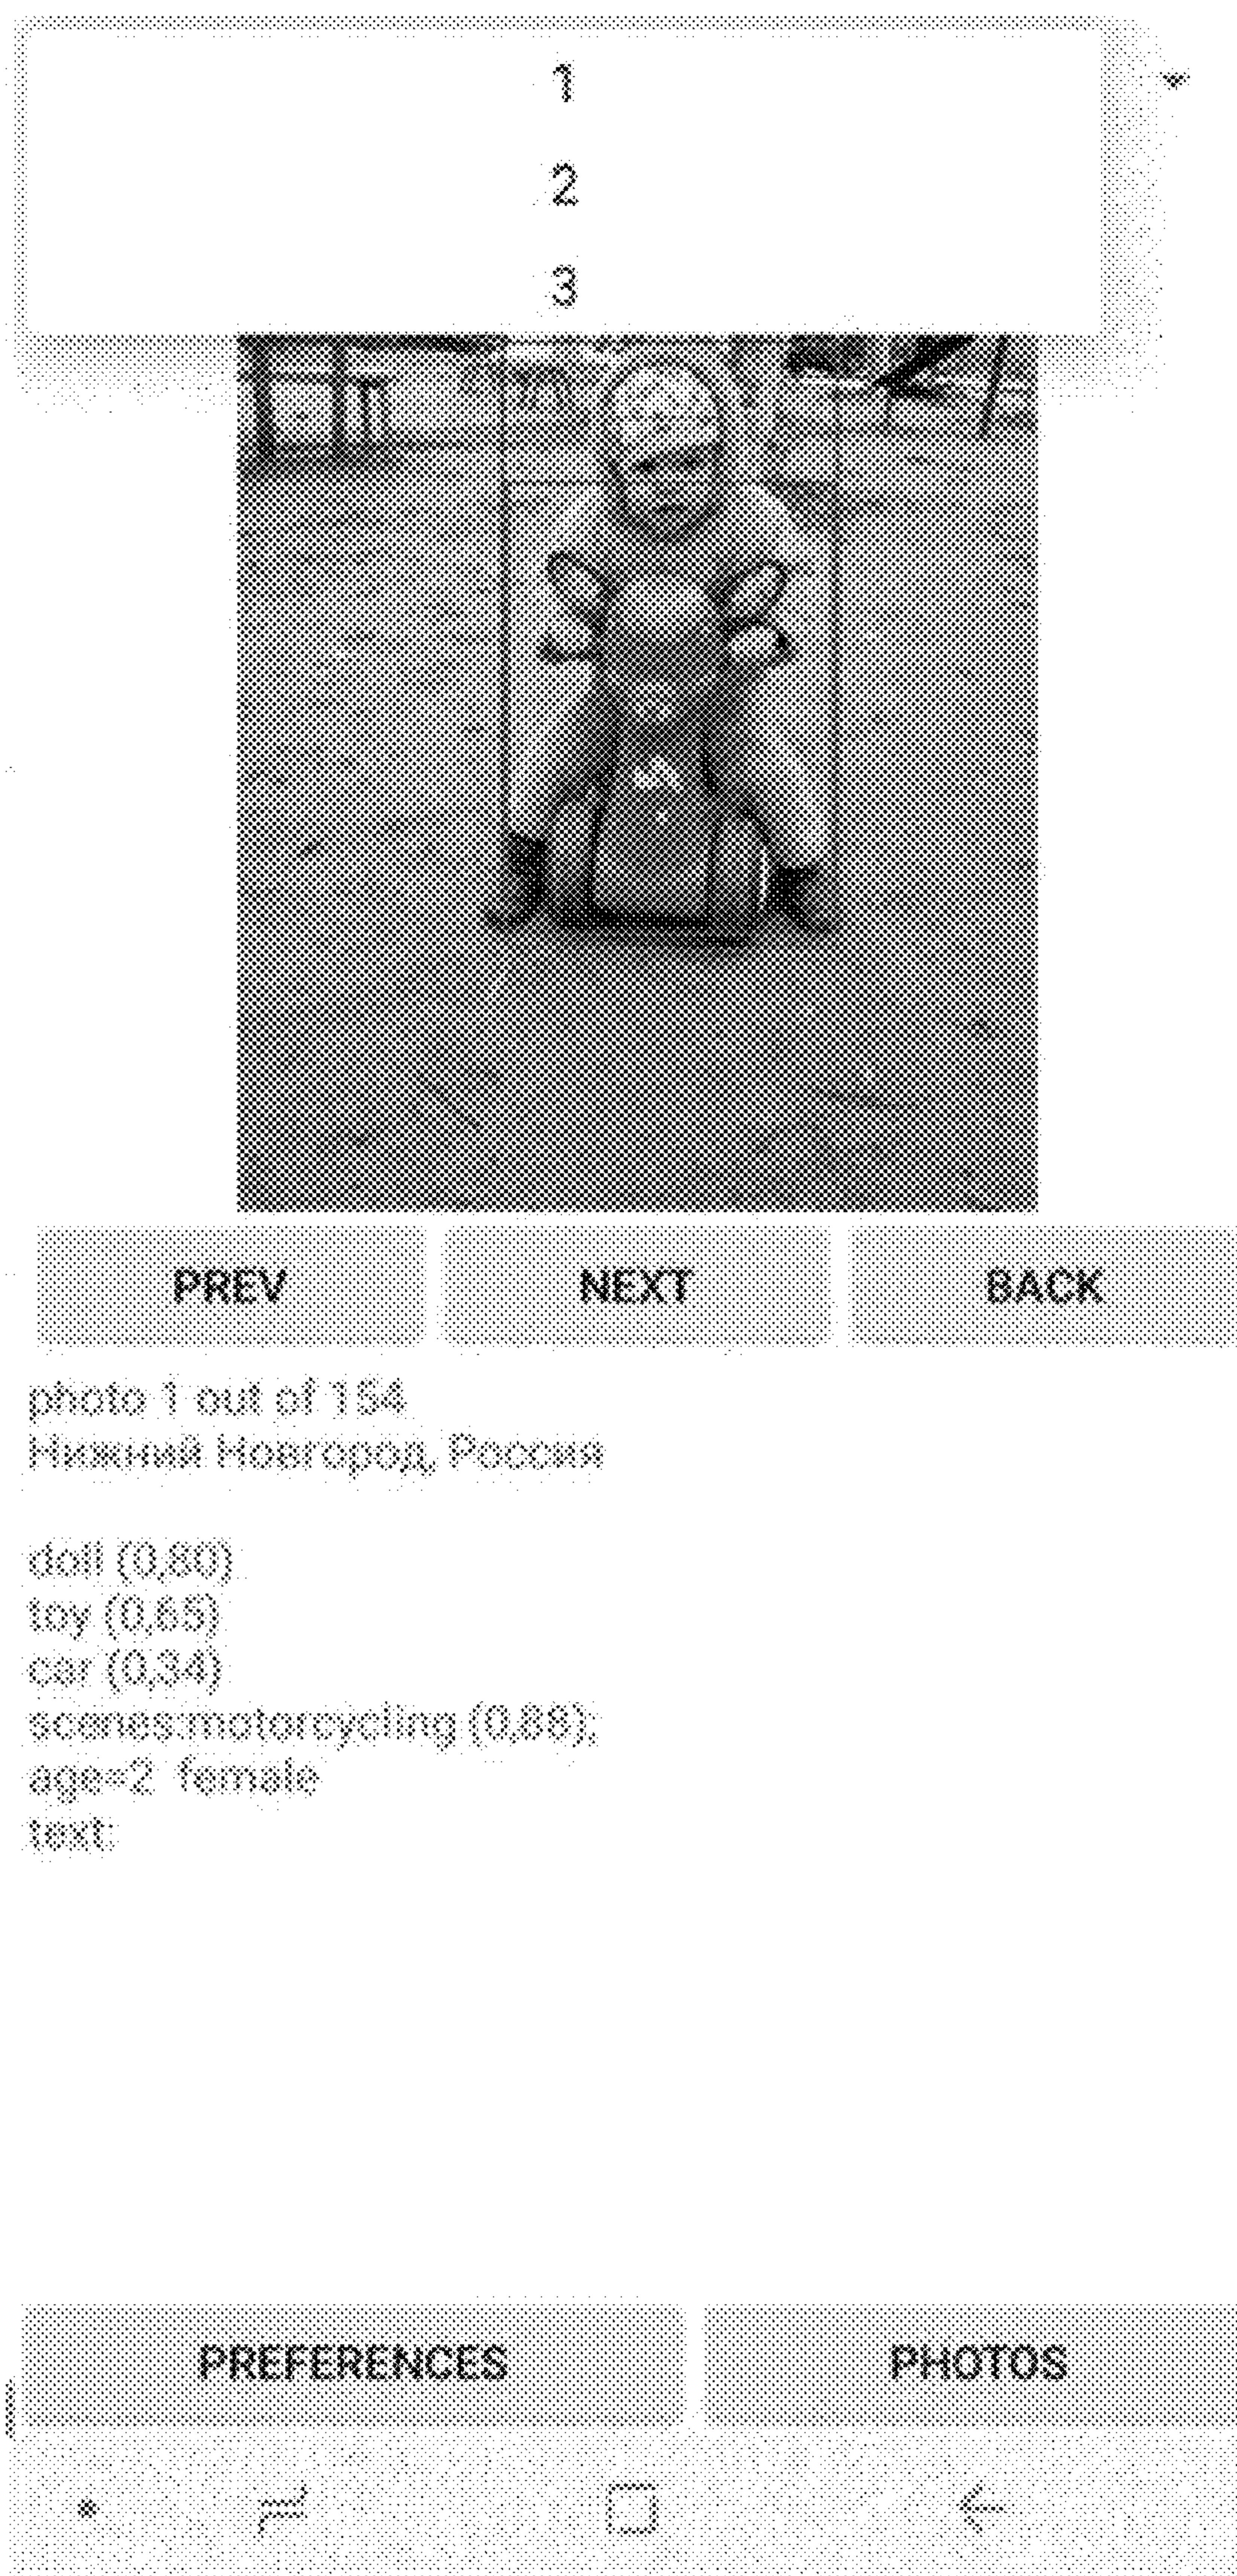 1
2
3
PREV NEXT BACK
photo 1 out of 154
Нижний Новгород, Россия
doll (0,80)
toy (0,65)
car (0,34)
scenes:motorcycling (0,88);
age=2 female
text:
PREFERENCES PHOTOS